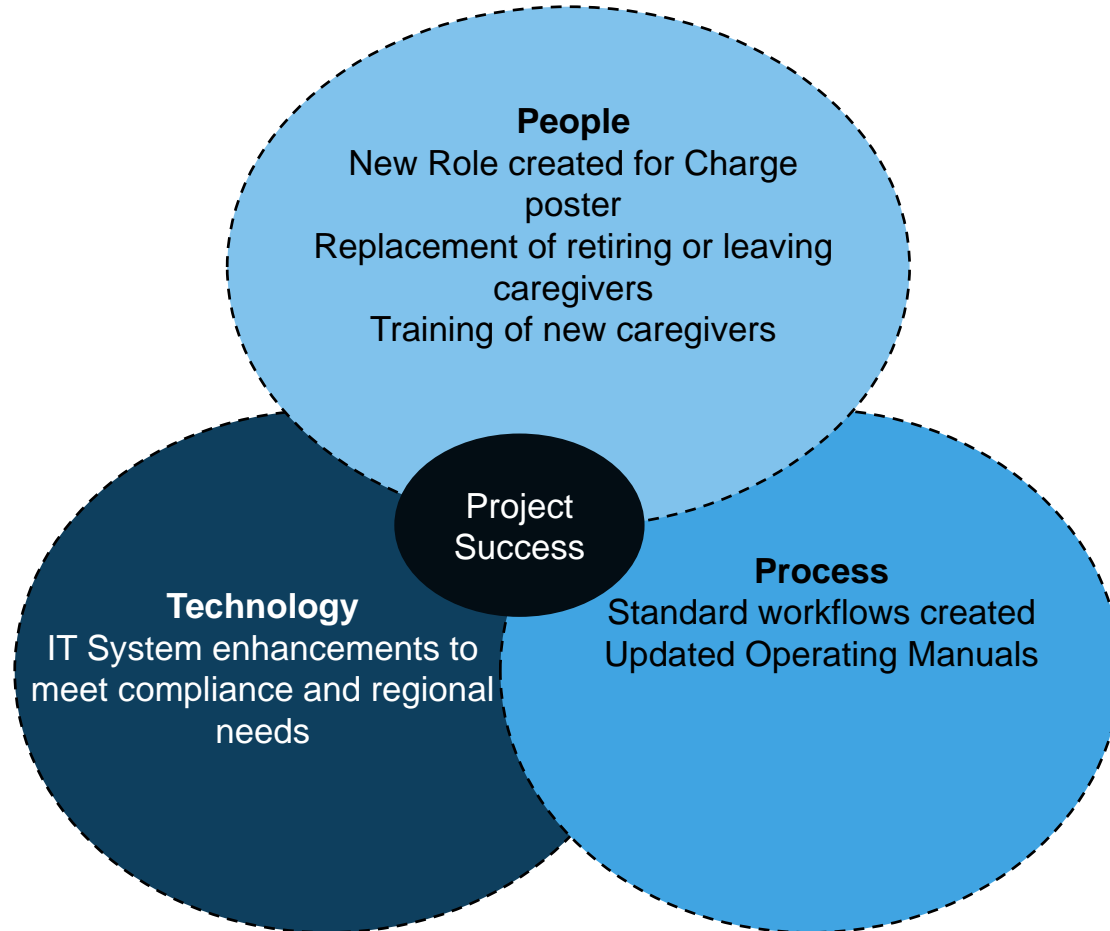 People
New Role created for Charge
poster
Replacement of retiring or leaving
caregivers
Training of new caregivers
Project
Success
Technology
IT System enhancements to
meet compliance and regional
needs
Process
Standard workflows created
Updated Operating Manuals